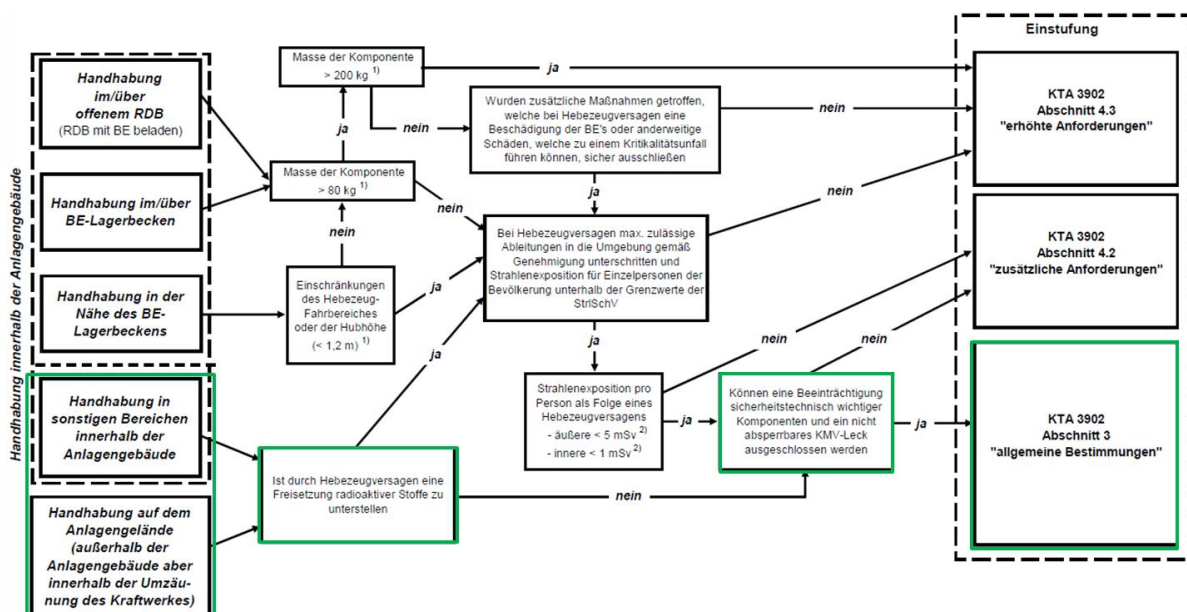 Handhabung innerhalb der Anlagengebäude
Handhabung
im/über
offenem RDB
(RDB mit BE beladen)
Handhabung im/über
BE-Lagerbecken
Handhabung in der
Nähe des BE-
Lagerbeckens
Handhabung in
sonstigen Bereichen
innerhalb der
Anlagengebäude
Handhabung auf dem
Anlagengelände
(außerhalb der
Anlagengebäude aber
innerhalb der Umzäu-
nung des Kraftwerkes)
Masse der Komponente
> 200 kg 1)
ja
ja
nein
Masse der Komponente
> 80 kg 1)
nein
nein
Einschränkungen
des Hebezeug-
Fahrbereiches
oder der Hubhöhe
(< 1,2 m) 1)
ja
ja
Ist durch Hebezeugversagen eine
Freisetzung radioaktiver Stoffe zu
unterstellen
nein
Wurden zusätzliche Maßnahmen getroffen,
welche bei Hebezeugversagen eine
Beschädigung der BE's oder anderweitige
Schäden, welche zu einem Kritikalitätsunfall
führen können, sicher ausschließen
nein
ja
Bei Hebezeugversagen max. zulässige
Ableitungen in die Umgebung gemäß
Genehmigung unterschritten und
Strahlenexposition für Einzelpersonen der
Bevölkerung unterhalb der Grenzwerte der
StrlSchV
nein
ja
Strahlenexposition pro
Person als Folge eines
Hebezeugversagens
- äußere < 5 mSv 2)
- innere < 1 mSv 2)
nein
ja
Können eine Beeinträchtigung
sicherheitstechnisch wichtiger
Komponenten und ein nicht
absperrbares KMV-Leck
ausgeschlossen werden
nein
ja
Einstufung
KTA 3902
Abschnitt 4.3
"erhöhte Anforderungen"
KTA 3902
Abschnitt 4.2
"zusätzliche Anforderungen"
KTA 3902
Abschnitt 3
"allgemeine Bestimmungen"